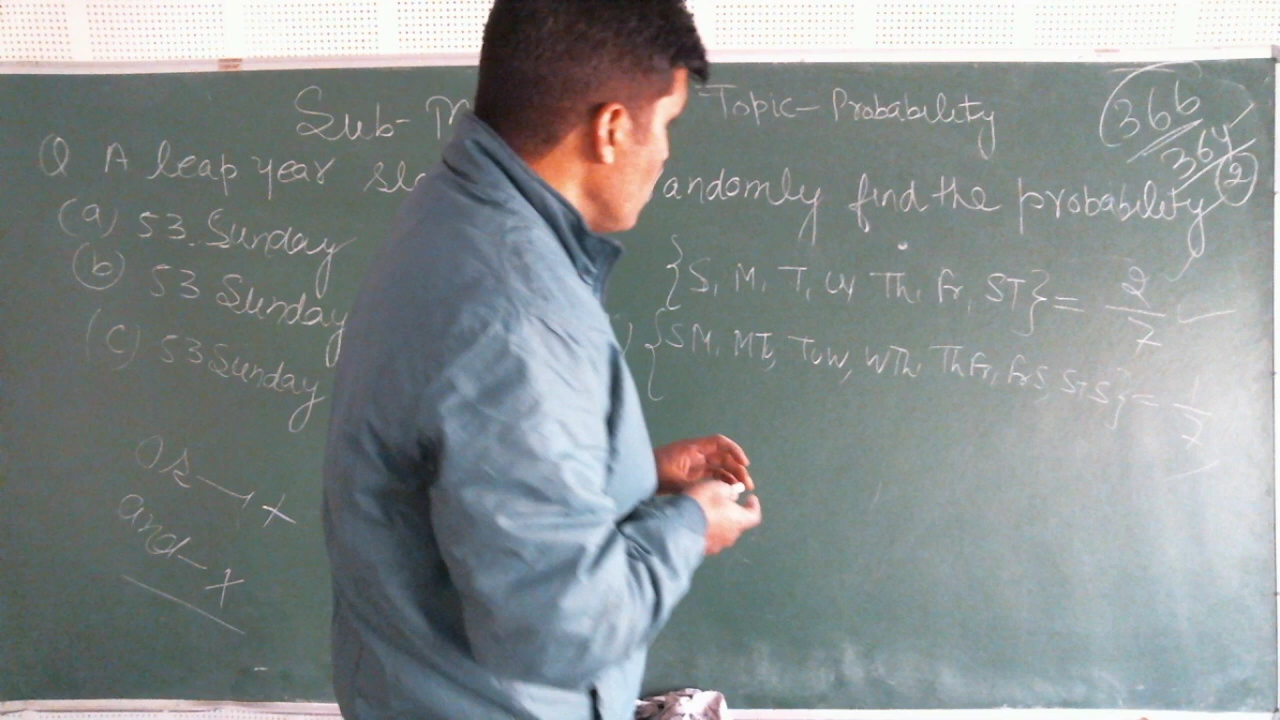 Sub- M Topic- Probability
366
364
2
Q A leap year andomly find the probability
(a) 53 Sunday
(b) 53 Sunday
(c) 53 Sunday
{S, M, T, W Th, Fr, ST} = 2/7
{SM, MT, TuW, WTh, ThFr, FrS, STS} = 1/7
Or → +
and - +